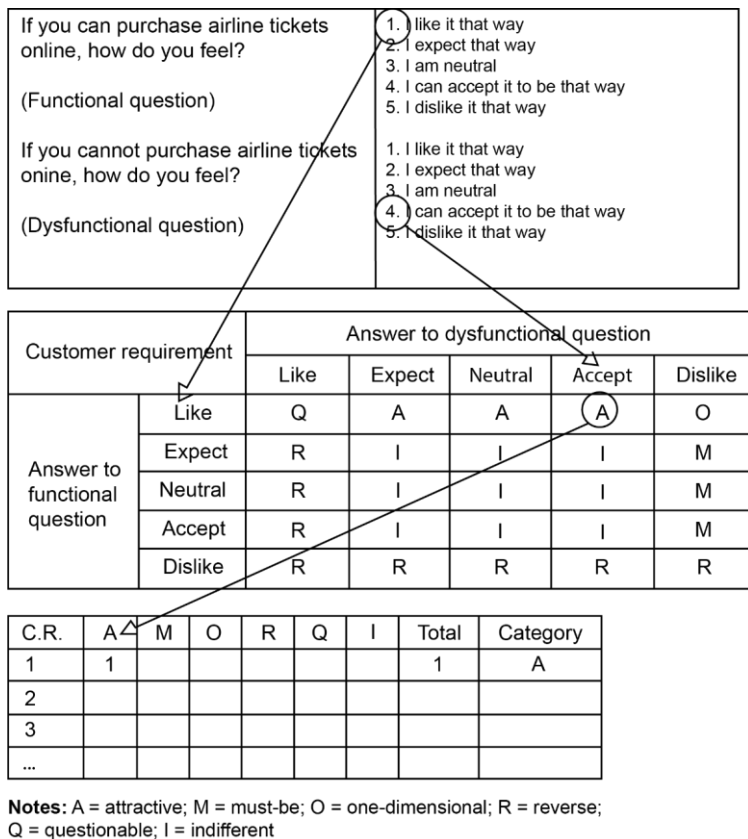 If you can purchase airline tickets
online, how do you feel?
(Functional question)
1. I like it that way
2. I expect that way
3. I am neutral
4. I can accept it to be that way
5. I dislike it that way
If you cannot purchase airline tickets
onine, how do you feel?
(Dysfunctional question)
1. I like it that way
2. I expect that way
3. I am neutral
4. I can accept it to be that way
5. I dislike it that way
Customer requirement
Answer to dysfunctional question
Like Expect Neutral Accept Dislike
Answer to
functional
question
Like Q A A A O
Expect R I I I M
Neutral R I I I M
Accept R I I I M
Dislike R R R R R
C.R. A M O R Q I Total Category
1 1 1 A
2
3
...
Notes: A = attractive; M = must-be; O = one-dimensional; R = reverse;
Q = questionable; I = indifferent